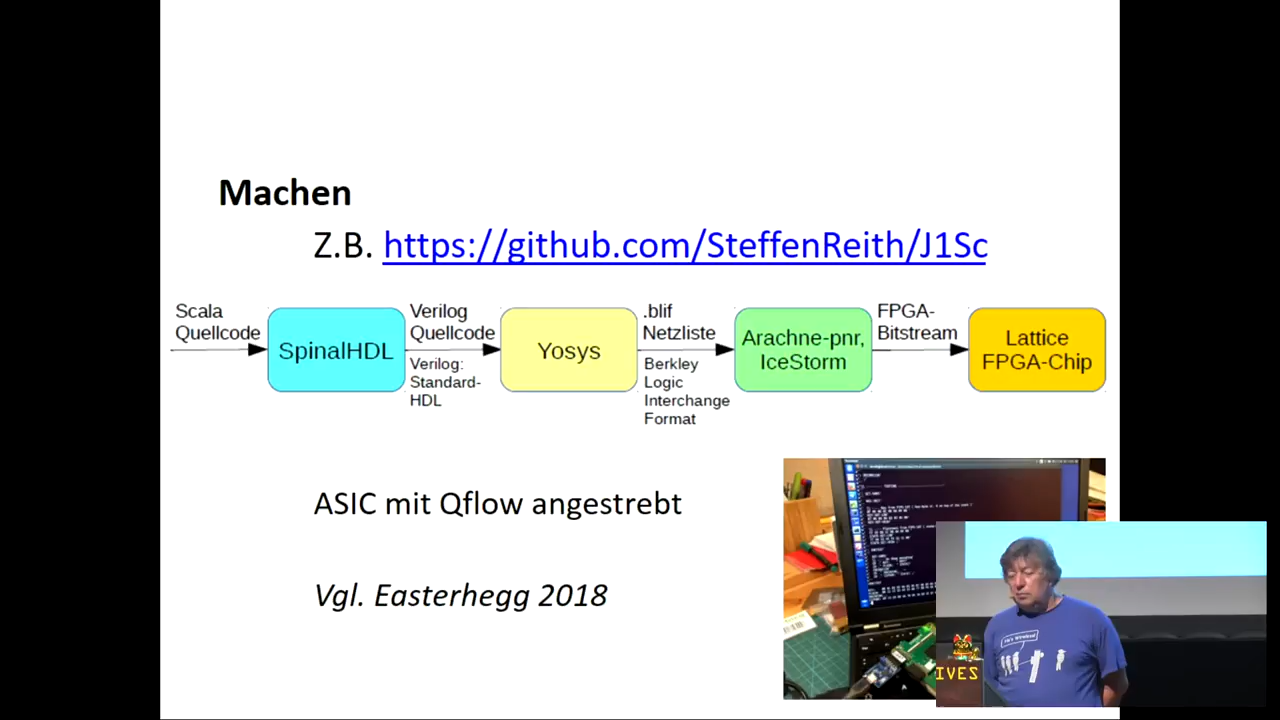 Machen
Z.B. https://github.com/SteffenReith/J1Sc
Scala
Quellcode
SpinalHDL
Verilog
Quellcode
Verilog:
Standard-
HDL
Yosys
.blif
Netzliste
Berkley
Logic
Interchange
Format
Arachne-pnr,
IceStorm
FPGA-
Bitstream
Lattice
FPGA-Chip
ASIC mit Qflow angestrebt
Vgl. Easterhegg 2018
IVES